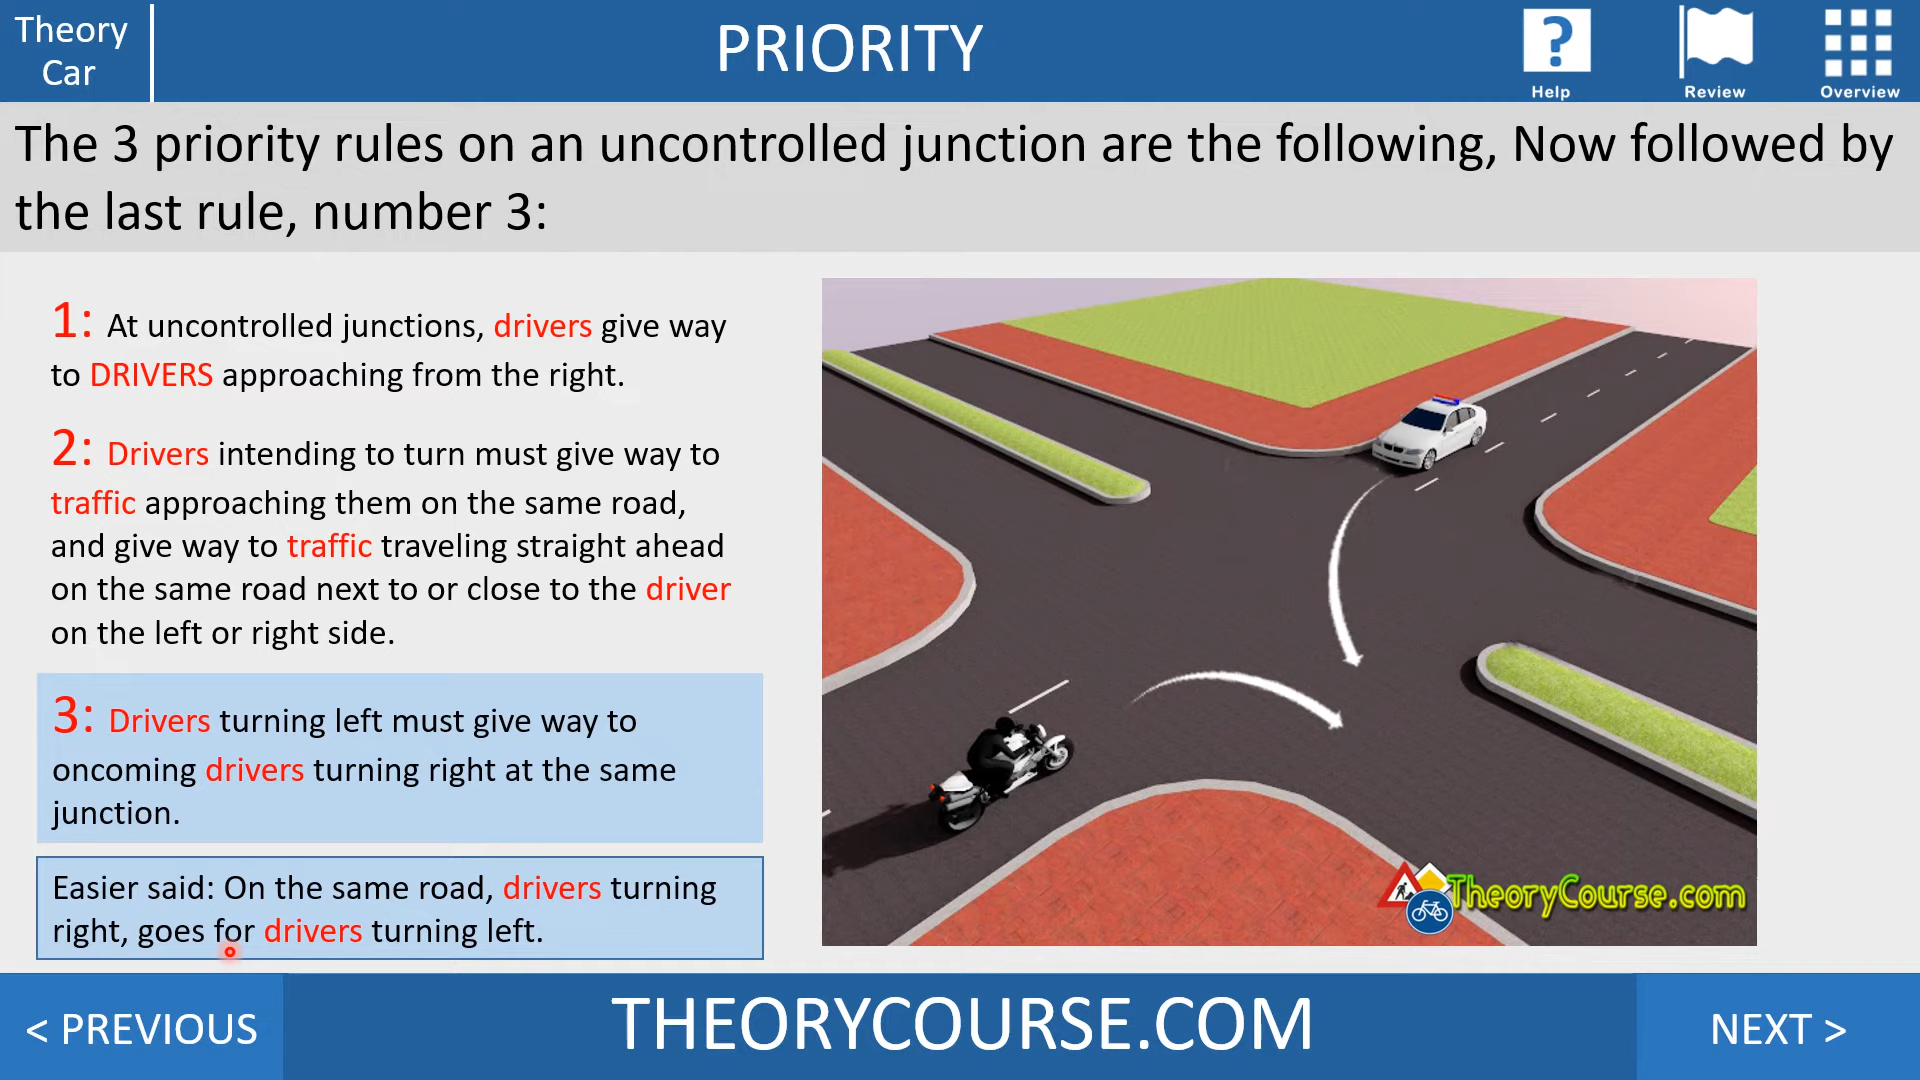 Theory
Car
PRIORITY
?
Help
Review
Overview
The 3 priority rules on an uncontrolled junction are the following, Now followed by
the last rule, number 3:
1: At uncontrolled junctions, drivers give way
to DRIVERS approaching from the right.
2: Drivers intending to turn must give way to
traffic approaching them on the same road,
and give way to traffic traveling straight ahead
on the same road next to or close to the driver
on the left or right side.
3: Drivers turning left must give way to
oncoming drivers turning right at the same
junction.
Easier said: On the same road, drivers turning
right, goes for drivers turning left.
TheoryCourse.com
< PREVIOUS
THEORYCOURSE.COM
NEXT >